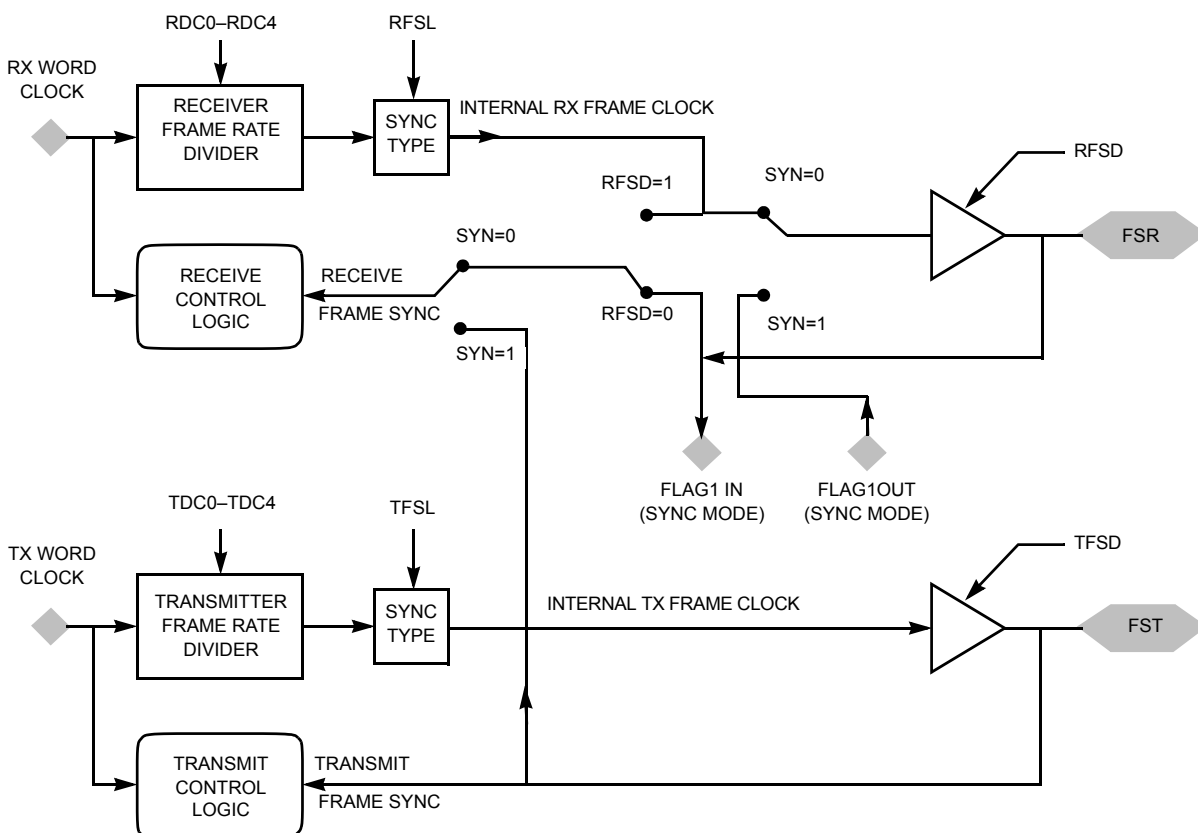 RDC0–RDC4
RFSL
RX WORD
CLOCK
RECEIVER
FRAME RATE
DIVIDER
SYNC
TYPE
INTERNAL RX FRAME CLOCK
RFSD
RFSD=1
SYN=0
FSR
SYN=0
RECEIVE
CONTROL
LOGIC
RECEIVE
FRAME SYNC
RFSD=0
SYN=1
SYN=1
FLAG1 IN
(SYNC MODE)
FLAG1OUT
(SYNC MODE)
TDC0–TDC4
TFSL
TX WORD
CLOCK
TRANSMITTER
FRAME RATE
DIVIDER
SYNC
TYPE
INTERNAL TX FRAME CLOCK
TFSD
FST
TRANSMIT
CONTROL
LOGIC
TRANSMIT
FRAME SYNC